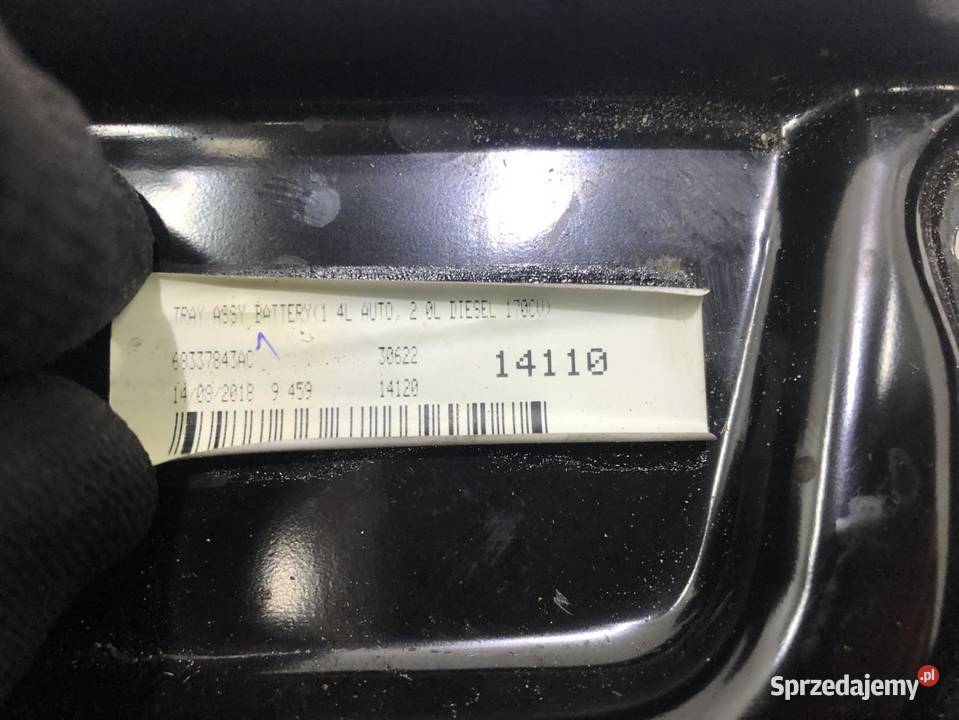 TRAY ASSY BATTERY(1 4L AUTO, 2 0L DIESEL 170CV)
68337843AC 30622 14110
14/09/2018 9 459 14120
Sprzedajemy.pl